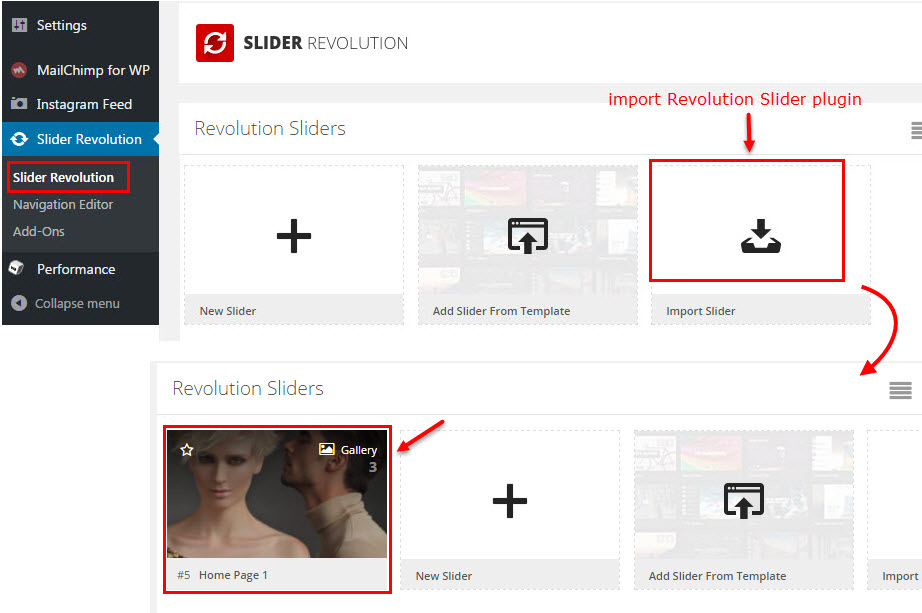 Settings
MailChimp for WP
Instagram Feed
Slider Revolution
Slider Revolution
Navigation Editor
Add-Ons
Performance
Collapse menu
SLIDER REVOLUTION
import Revolution Slider plugin
Revolution Sliders
New Slider
Add Slider From Template
Import Slider
Revolution Sliders
Gallery
3
#5 Home Page 1
New Slider
Add Slider From Template
Import